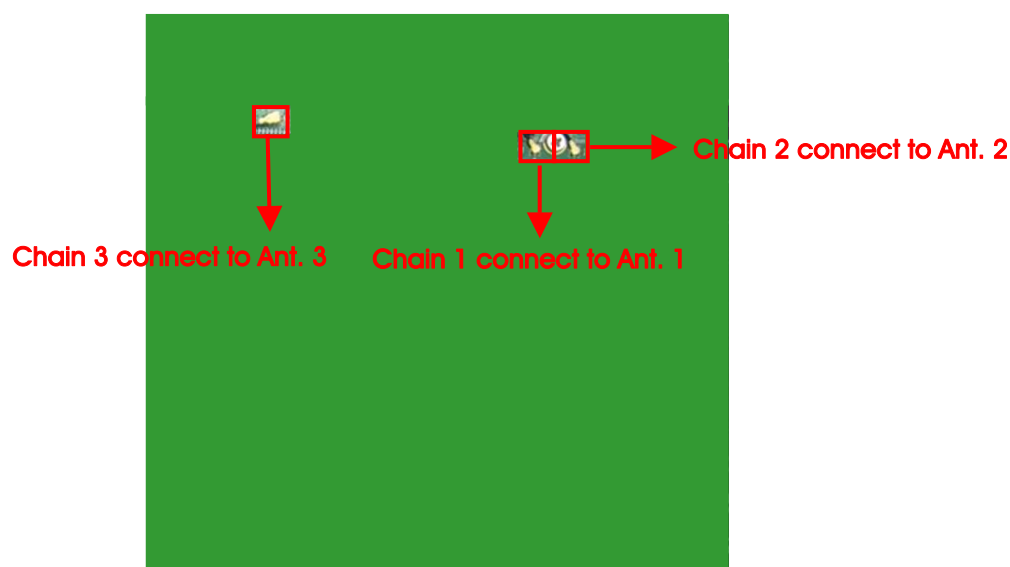 Chain 2 connect to Ant. 2
Chain 3 connect to Ant. 3
Chain 1 connect to Ant. 1